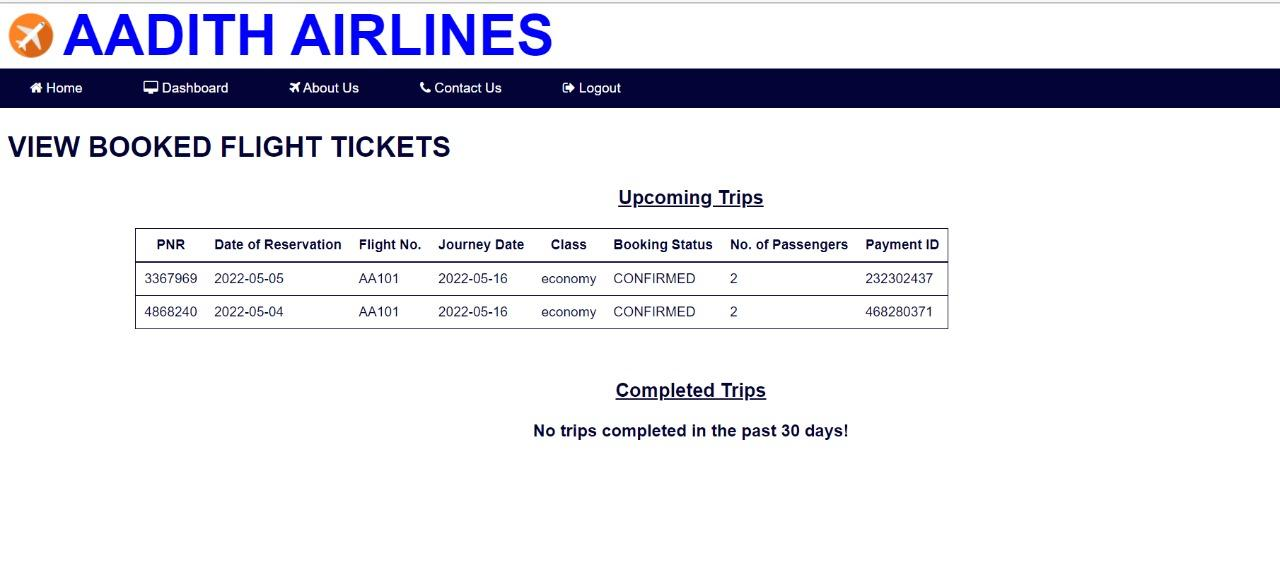 AADITH AIRLINES
Home Dashboard About Us Contact Us Logout
VIEW BOOKED FLIGHT TICKETS
Upcoming Trips
PNR Date of Reservation Flight No. Journey Date Class Booking Status No. of Passengers Payment ID
3367969 2022-05-05 AA101 2022-05-16 economy CONFIRMED 2 232302437
4868240 2022-05-04 AA101 2022-05-16 economy CONFIRMED 2 468280371
Completed Trips
No trips completed in the past 30 days!